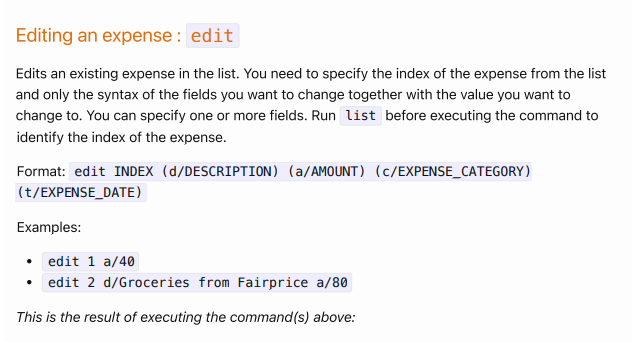 Editing an expense : edit
Edits an existing expense in the list. You need to specify the index of the expense from the list
and only the syntax of the fields you want to change together with the value you want to
change to. You can specify one or more fields. Run list before executing the command to
identify the index of the expense.
Format: edit INDEX (d/DESCRIPTION) (a/AMOUNT) (c/EXPENSE_CATEGORY)
(t/EXPENSE_DATE)
Examples:
• edit 1 a/40
• edit 2 d/Groceries from Fairprice a/80
This is the result of executing the command(s) above: